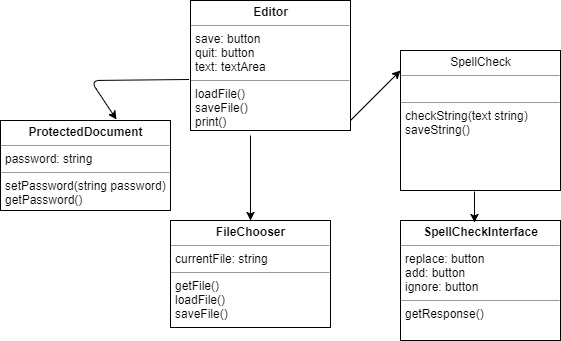 Editor
save: button
quit: button
text: textArea
loadFile()
saveFile()
print()
SpellCheck
checkString(text string)
saveString()
ProtectedDocument
password: string
setPassword(string password)
getPassword()
FileChooser
currentFile: string
getFile()
loadFile()
saveFile()
SpellCheckInterface
replace: button
add: button
ignore: button
getResponse()